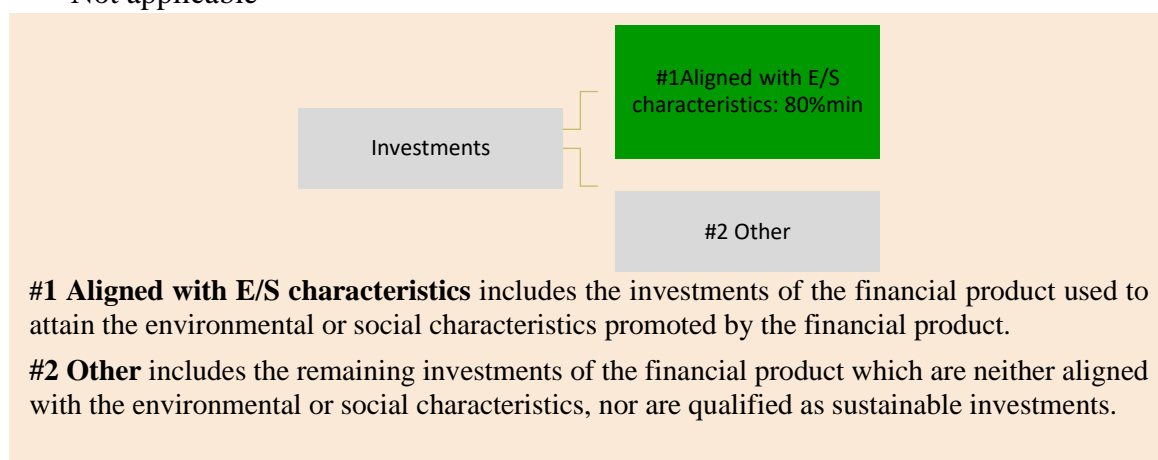 Not applicable
#1Aligned with E/S
characteristics: 80%min
Investments
#2 Other
#1 Aligned with E/S characteristics includes the investments of the financial product used to
attain the environmental or social characteristics promoted by the financial product.
#2 Other includes the remaining investments of the financial product which are neither aligned
with the environmental or social characteristics, nor are qualified as sustainable investments.